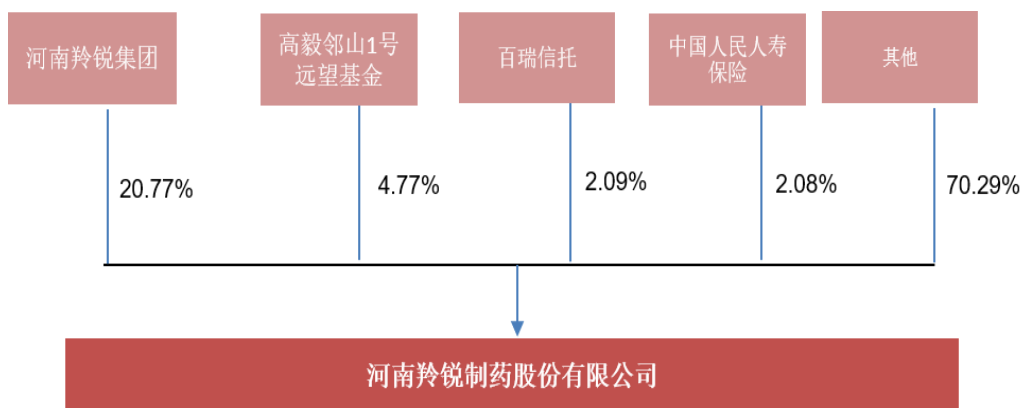 河南羚锐集团
高毅邻山1号
远望基金
百瑞信托
中国人民人寿
保险
其他
20.77%
4.77%
2.09%
2.08%
70.29%
河南羚锐制药股份有限公司